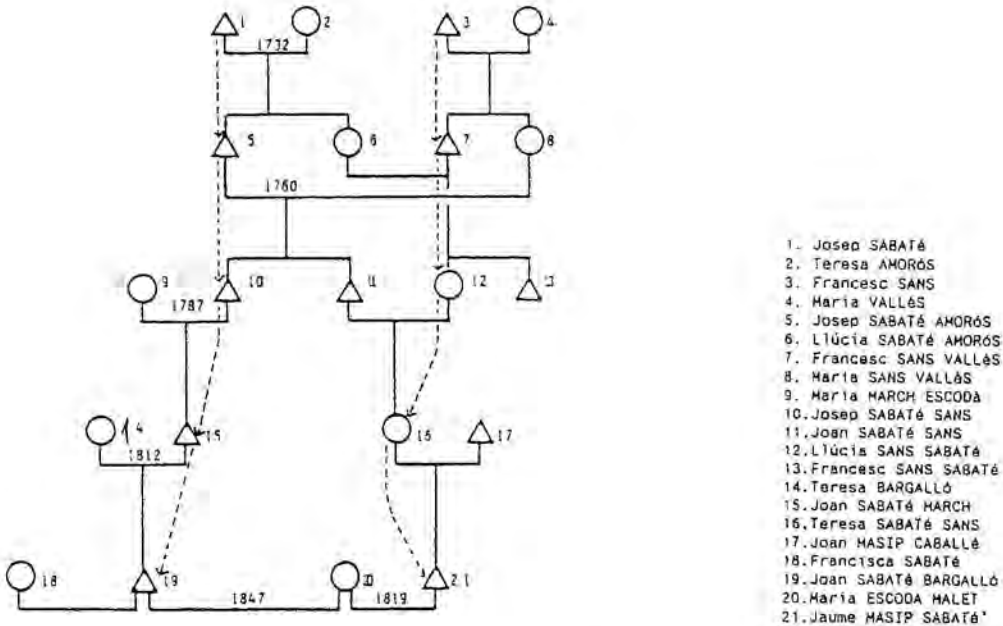 1 2 3 4
1732
5 6 7 8
1760
9 10 11 12 13
1787
14 15 16 17
1812
18 19 20 21
1847 1819
1. Josep SABATé
2. Teresa AMORóS
3. Francesc SANS
4. Maria VALLèS
5. Josep SABATé AMORóS
6. Llúcia SABATé AMORóS
7. Francesc SANS VALLèS
8. Maria SANS VALLèS
9. Maria MARCH ESCODà
10.Josep SABATé SANS
11.Joan SABATé SANS
12.Llúcia SANS SABATé
13.Francesc SANS SABATé
14.Teresa BARGALLó
15.Joan SABATé MARCH
16.Teresa SABATé SANS
17.Joan MASIP CABALLé
18.Francisca SABATé
19.Joan SABATé BARGALLó
20.Maria ESCODA MALET
21.Jaume MASIP SABATé